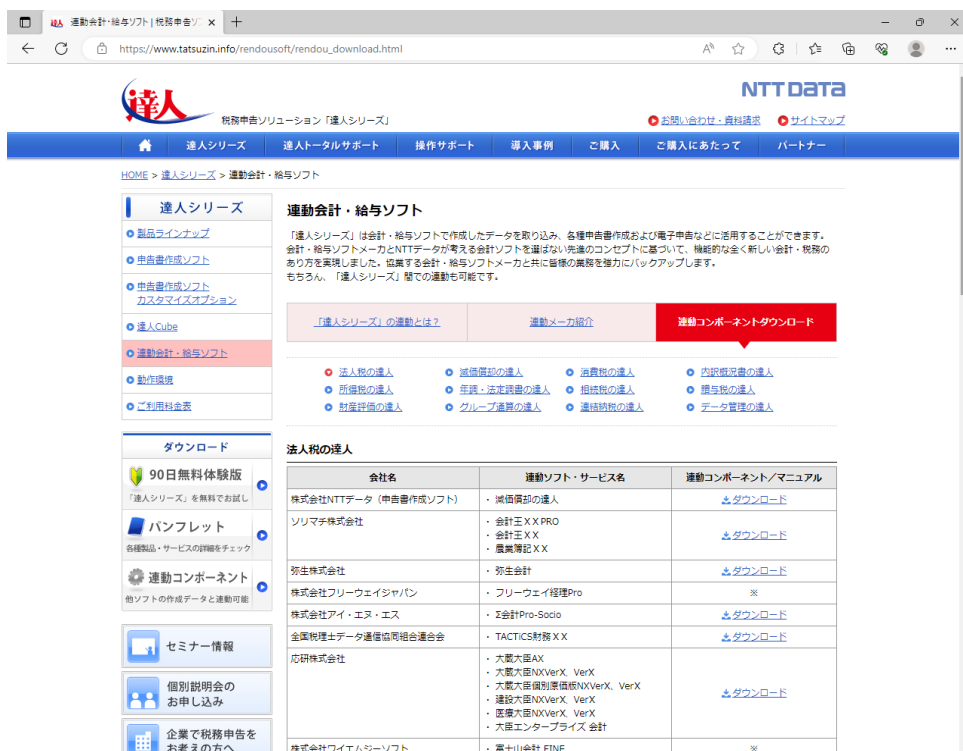 達人 連動会計・給与ソフト | 税務申告ソ
https://www.tatsuzin.info/rendousoft/rendou_download.html
達人
税務申告ソリューション「達人シリーズ」
NTT DATA
お問い合わせ・資料請求 サイトマップ
達人シリーズ 達人トータルサポート 操作サポート 導入事例 ご購入 ご購入にあたって パートナー
HOME > 達人シリーズ > 連動会計・給与ソフト
達人シリーズ
製品ラインナップ
申告書作成ソフト
申告書作成ソフト
カスタマイズオプション
達人Cube
連動会計・給与ソフト
動作環境
ご利用料金表
ダウンロード
90日無料体験版
「達人シリーズ」を無料でお試し
パンフレット
各種製品・サービスの詳細をチェック
連動コンポーネント
他ソフトの作成データと連動可能
セミナー情報
個別説明会の
お申し込み
企業で税務申告を
お考えの方へ
連動会計・給与ソフト
「達人シリーズ」は会計・給与ソフトで作成したデータを取り込み、各種申告書作成および電子申告などに活用することができます。
会計・給与ソフトメーカとNTTデータが考える会計ソフトを選ばない先進のコンセプトに基づいて、機能的な全く新しい会計・税務の
あり方を実現しました。協業する会計・給与ソフトメーカと共に皆様の業務を強力にバックアップします。
もちろん、「達人シリーズ」間での連動も可能です。
「達人シリーズ」の連動とは? 連動メーカ紹介 連動コンポーネントダウンロード
法人税の達人 減価償却の達人 消費税の達人 内訳概況書の達人
所得税の達人 年調・法定調書の達人 相続税の達人 贈与税の達人
財産評価の達人 グループ通算の達人 連結納税の達人 データ管理の達人
法人税の達人
会社名 連動ソフト・サービス名 連動コンポーネント/マニュアル
株式会社NTTデータ(申告書作成ソフト) ・ 減価償却の達人 ダウンロード
ソリマチ株式会社 ・ 会計王XXPRO
・ 会計王XX ダウンロード
・ 農業簿記XX
弥生株式会社 ・ 弥生会計 ダウンロード
株式会社フリーウェイジャパン ・ フリーウェイ経理Pro ※
株式会社アイ・エヌ・エス ・ Σ会計Pro-Socio ダウンロード
全国税理士データ通信協同組合連合会 ・ TACTiCS財務XX ダウンロード
応研株式会社 ・ 大蔵大臣AX
・ 大蔵大臣NXVerX、VerX
・ 大蔵大臣個別原価版NXVerX、VerX
・ 建設大臣NXVerX、VerX ダウンロード
・ 医療大臣NXVerX、VerX
・ 大臣エンタープライズ 会計
株式会社ワイエムジーソフト ・ 富士山会計 FINE ※